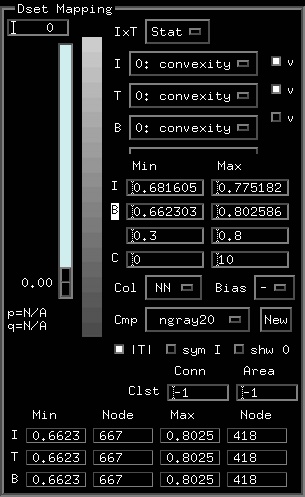 Dset Mapping
0
IxT Stat
I 0: convexity v
T 0: convexity v
B 0: convexity v
Min Max
I 0.681605 0.775182
B 0.662303 0.802586
0.3 0.8
C 0 10
0.00
Col NN Bias -
p=N/A
q=N/A
Cmp ngray20 New
|T| sym I shw 0
Conn Area
Clst -1 -1
Min Node Max Node
I 0.6623 667 0.8025 418
T 0.6623 667 0.8025 418
B 0.6623 667 0.8025 418